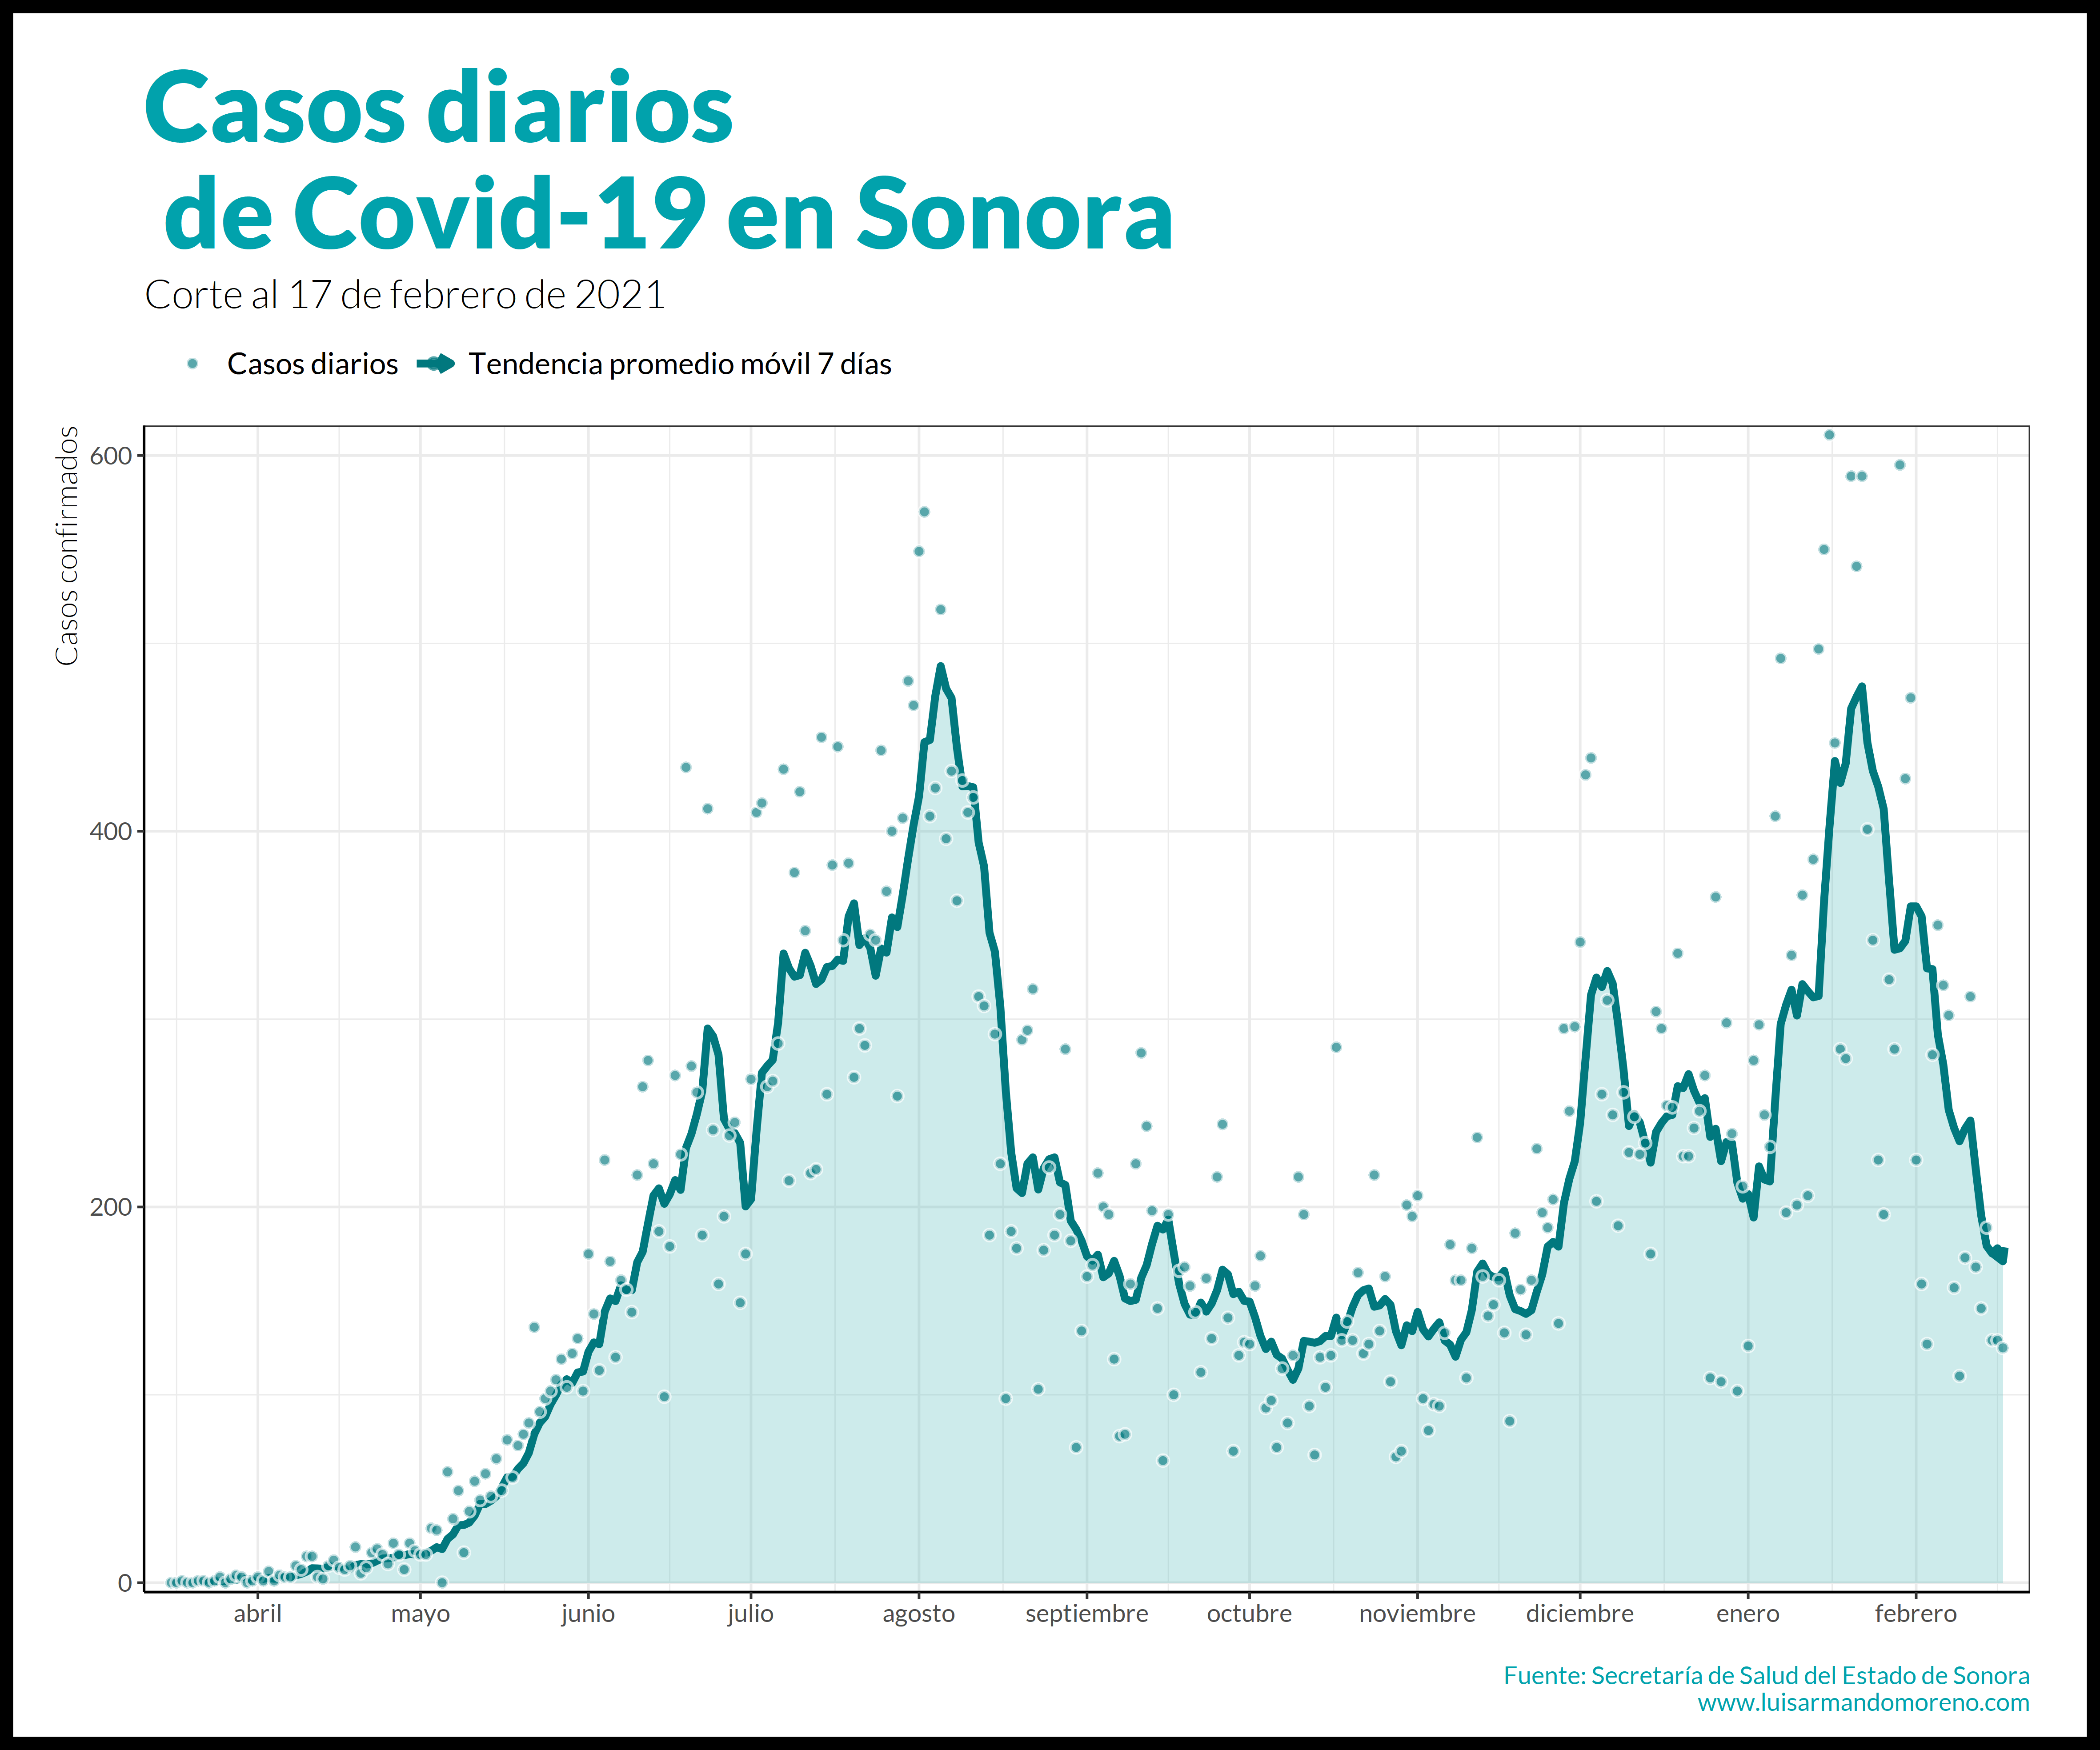 Casos diarios
de Covid-19 en Sonora
Corte al 17 de febrero de 2021
Casos diarios Tendencia promedio móvil 7 días
Casos confirmados
600
400
200
0
abril mayo junio julio agosto septiembre octubre noviembre diciembre enero febrero
Fuente: Secretaría de Salud del Estado de Sonora
www.luisarmandomoreno.com